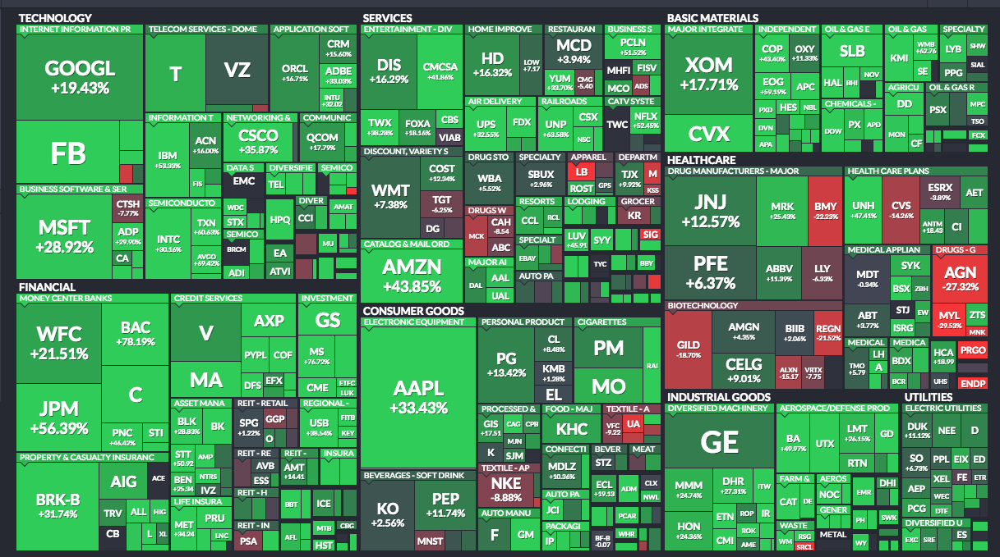 TECHNOLOGY
INTERNET INFORMATION PR
GOOGL
+19.43%
FB
TELECOM SERVICES - DOME
T
VZ
APPLICATION SOFT
ORCL
+16.71%
CRM
+15.60%
ADBE
+33.03%
INTU
+32.02
BUSINESS SOFTWARE & SER
MSFT
+28.92%
CTSH
-7.77%
ADP
+29.90%
CA
INFORMATION T
IBM
+53.33%
ACN
+16.00%
FIS
NETWORKING &
CSCO
+35.87%
COMMUNIC
QCOM
+17.79%
SEMICONDUCTO
INTC
+30.16%
TXN
+60.63%
AVGO
+69.42%
DATA S
EMC
WDC
STX
DIVERSIFIE
TEL
HPQ
SEMICO
SEMICO
BRCM
ADI
DIVER
CCI
AMAT
EA
ATVI
MU
FINANCIAL
MONEY CENTER BANKS
WFC
+21.51%
BAC
+78.19%
JPM
+56.39%
C
PNC
+46.42%
STI
CREDIT SERVICES
V
AXP
PYPL
COF
MA
DFS
EFX
INVESTMENT
GS
MS
+76.72%
CME
ETFC
LUK
PROPERTY & CASUALTY INSURANC
BRK-B
+31.74%
AIG
ACE
TRV
ALL
HIG
CB
L
XL
ASSET MANA
BLK
+28.83%
BK
STT
+50.92
AMP
BEN
+25.34
NTRS
IVZ
LIFE INSURA
MET
+34.24
PRU
LNC
REIT - RETAIL
SPG
+1.22%
GGP
O
REIT - RE
AVB
ESS
REIT - H
REIT - IN
PSA
REGIONAL -
USB
+38.54%
FITB
KEY
REIT -
AMT
+14.41
INSURA
BBT
ICE
AFL
MTB
CBG
HST
SERVICES
ENTERTAINMENT - DIV
DIS
+16.29%
CMCSA
+41.86%
TWX
+38.28%
FOXA
+18.16%
CBS
VIAB
HOME IMPROVE
HD
+16.32%
LOW
+7.17
RESTAURAN
MCD
+3.94%
YUM
+33.70%
CMG
-5.40
BUSINESS S
PCLN
+51.52%
MHFI
FISV
MCO
ADS
AIR DELIVERY
UPS
+32.55%
FDX
RAILROADS
UNP
+63.58%
CSX
NSC
CATV SYSTE
TWC
NFLX
+52.45%
DISCOUNT, VARIETY S
WMT
+7.38%
COST
+12.34%
TGT
-6.25%
DG
DRUG STO
WBA
+5.52%
SPECIALTY
SBUX
+2.96%
APPAREL
LB
ROST
GPS
DEPARTM
TJX
+9.92%
M
KSS
CATALOG & MAIL ORD
AMZN
+43.85%
DRUGS W
MCK
CAH
-8.54
ABC
RESORTS
CCL
RCL
LODGING
GROCER
KR
MAJOR AI
DAL
AAL
UAL
SPECIALT
EBAY
AUTO PA
LUV
+45.91
SYY
SIG
TYC
BBY
CONSUMER GOODS
ELECTRONIC EQUIPMENT
AAPL
+33.43%
PERSONAL PRODUCT
PG
+13.42%
CL
+8.48%
KMB
+1.28%
EL
CIGARETTES
PM
MO
RAI
PROCESSED &
GIS
+17.51
CAG
CPB
MJN
K
SJM
FOOD - MAJ
KHC
TEXTILE - A
VFC
-9.22
UA
BEVERAGES - SOFT DRINK
KO
+2.56%
PEP
+11.74%
MNST
TEXTILE - AP
NKE
-8.88%
AUTO MANU
F
GM
CONFECTI
MDLZ
+10.36%
BEVER
STZ
MEAT
AUTO PA
JCI
ECL
+19.13
ADM
CLX
NWL
PACKAGI
IP
PCAR
BF-B
-0.07
WHR
BASIC MATERIALS
MAJOR INTEGRATE
XOM
+17.71%
CVX
INDEPENDENT
COP
+43.40%
OXY
+11.33%
EOG
+59.19%
APC
PXD
HES
NBL
DVN
APA
OIL & GAS E
SLB
HAL
BHI
NOV
OIL & GAS
KMI
WMB
+62.76
SE
SPECIALTY
LYB
SHW
SIAL
PPG
CHEMICALS -
DOW
PX
APD
AGRICU
DD
MON
CF
OIL & GAS R
PSX
MPC
TSO
FCX
HEALTHCARE
DRUG MANUFACTURERS - MAJOR
JNJ
+12.57%
MRK
+25.43%
BMY
-22.23%
PFE
+6.37%
ABBV
+11.39%
LLY
-6.33%
HEALTH CARE PLANS
UNH
+47.41%
CVS
-14.26%
ESRX
-3.89%
AET
ANTM
+18.43
CI
BIOTECHNOLOGY
GILD
-18.70%
AMGN
+4.35%
BIIB
+2.06%
REGN
-21.52%
CELG
+9.01%
ALXN
-15.17
VRTX
-7.75
MEDICAL APPLIAN
MDT
-0.94%
SYK
BSX
ZBH
ABT
+3.77%
STJ
EW
ISRG
DRUGS - G
AGN
-27.32%
MYL
-29.53%
ZTS
MNK
MEDICAL
TMO
+5.79
LH
A
MEDICA
BDX
BCR
HCA
+18.99
UHS
PRGO
ENDP
INDUSTRIAL GOODS
DIVERSIFIED MACHINERY
GE
MMM
+24.74%
DHR
+27.31%
ITW
HON
+24.36%
ETN
ROP
IR
CMI
ROK
AME
AEROSPACE/DEFENSE PROD
BA
+49.97%
UTX
LMT
+26.15%
GD
RTN
FARM &
CAT
DE
AEROS
NOC
GENER
EMR
DHI
WASTE
WM
RSG
SRCL
METAL
PH
SWK
WY
UTILITIES
ELECTRIC UTILITIES
DUK
+11.12%
NEE
D
SO
+6.73%
PPL
EIX
ED
AEP
XEL
FE
ETR
PCG
WEC
DTE
DIVERSIFIED U
EXC
SRE
ES